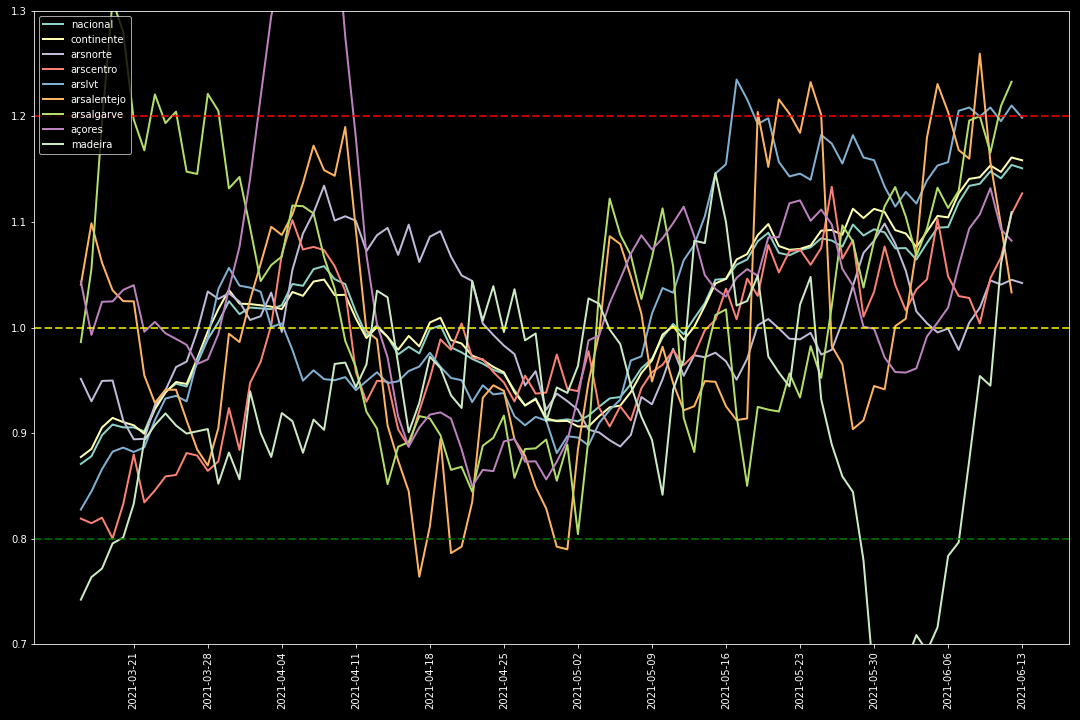 1.3
1.2
1.1
1.0
0.9
0.8
0.7
nacional
continente
arsnorte
arscentro
arslvt
arsalentejo
arsalgarve
açores
madeira
2021-03-21
2021-03-28
2021-04-04
2021-04-11
2021-04-18
2021-04-25
2021-05-02
2021-05-09
2021-05-16
2021-05-23
2021-05-30
2021-06-06
2021-06-13